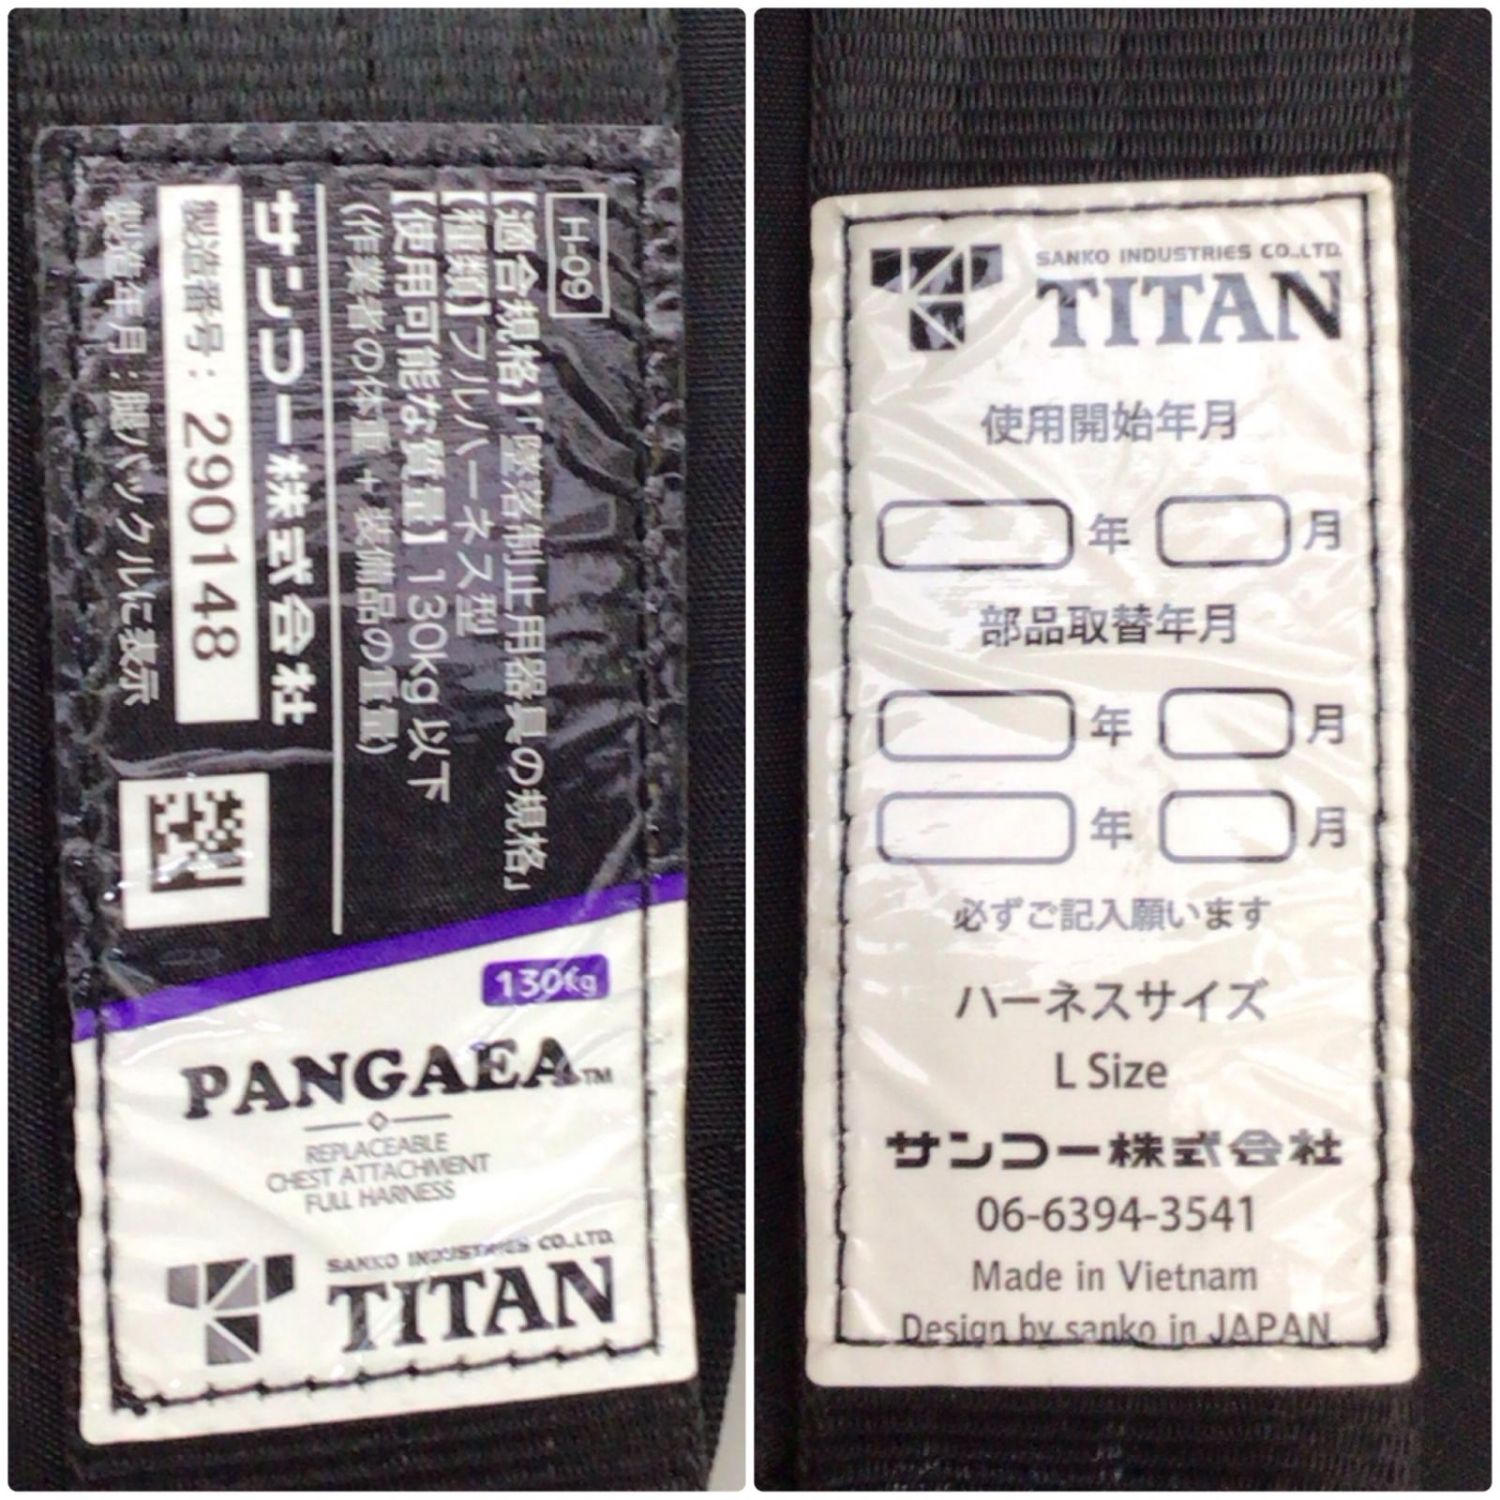 H-09
【適合規格】「墜落制止用器具の規格」
【種類】フルハーネス型
【使用可能な質量】130kg以下
(作業者の体重+装備品の重量)
サンコー株式会社
製造番号: 290148
製造年月:腿バックルに表示
130Kg
PANGAEA™
REPLACEABLE
CHEST ATTACHMENT
FULL HARNESS
SANKO INDUSTRIES CO.,LTD.
TITAN
SANKO INDUSTRIES CO.,LTD.
TITAN
使用開始年月
年 月
部品取替年月
年 月
年 月
必ずご記入願います
ハーネスサイズ
L Size
サンコー株式会社
06-6394-3541
Made in Vietnam
Design by sanko in JAPAN